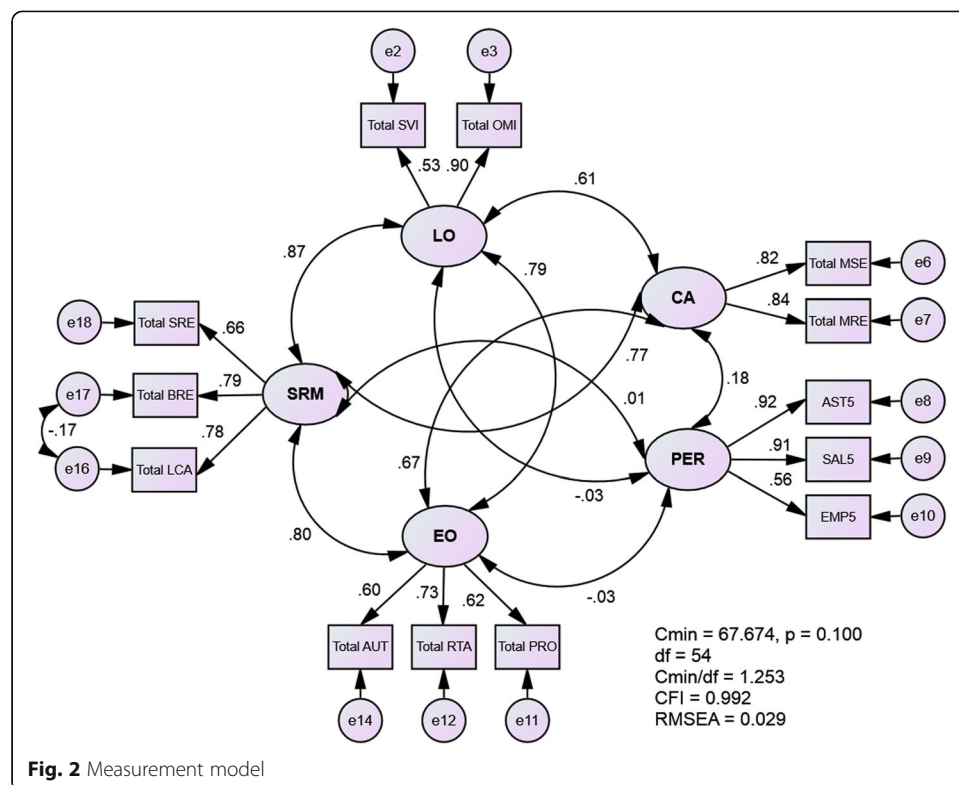 e2 e3
Total SVI Total OMI
.53 .90
.61
LO
.87
.79
CA
.82
Total MSE
e6
.84
Total MRE
e7
e18
Total SRE
.66
.77
.18
e17
Total BRE
.79
SRM
-.17
.78
e16
Total LCA
.01
.92
AST5
e8
PER
.91
SAL5
e9
.56
EMP5
e10
.67
-.03
.80
EO
-.03
.60 .73 .62
Total AUT Total RTA Total PRO
e14 e12 e11
Cmin = 67.674, p = 0.100
df = 54
Cmin/df = 1.253
CFI = 0.992
RMSEA = 0.029
Fig. 2 Measurement model